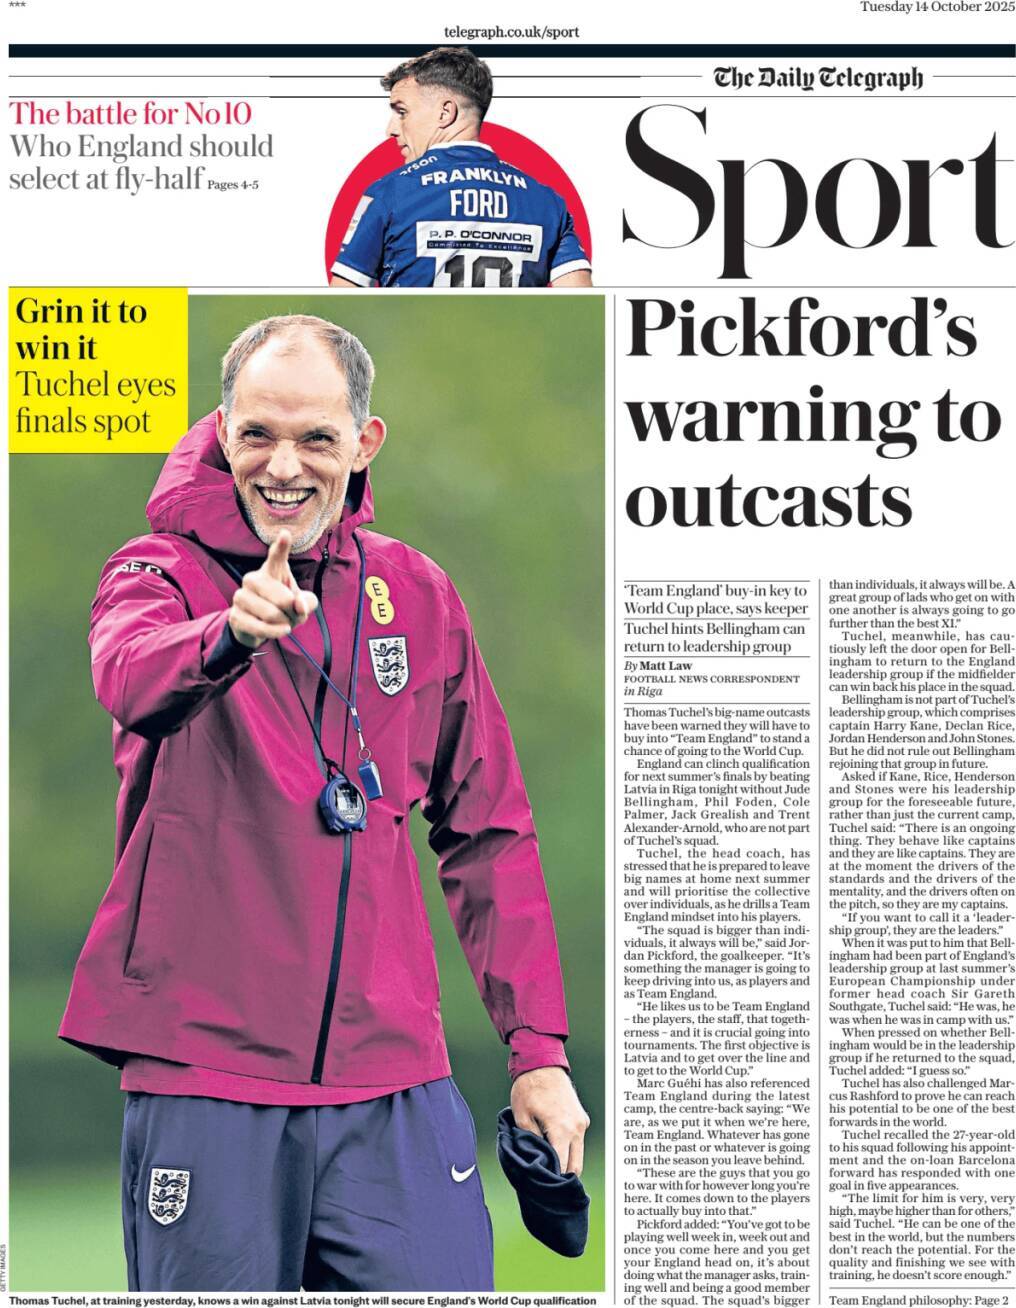 ***
Tuesday 14 October 2025
telegraph.co.uk/sport
The Daily Telegraph
Sport
The battle for No10
Who England should
select at fly-half Pages 4-5
FRANKLYN
FORD
P. P. O'CONNOR
Committed To Excellence
10
Grin it to
win it
Tuchel eyes
finals spot
EE
Pickford's
warning to
outcasts
'Team England' buy-in key to
World Cup place, says keeper
Tuchel hints Bellingham can
return to leadership group
By Matt Law
FOOTBALL NEWS CORRESPONDENT
in Riga
Thomas Tuchel's big-name outcasts
have been warned they will have to
buy into "Team England" to stand a
chance of going to the World Cup.
England can clinch qualification
for next summer's finals by beating
Latvia in Riga tonight without Jude
Bellingham, Phil Foden, Cole
Palmer, Jack Grealish and Trent
Alexander-Arnold, who are not part
of Tuchel's squad.
Tuchel, the head coach, has
stressed that he is prepared to leave
big names at home next summer
and will prioritise the collective
over individuals, as he drills a Team
England mindset into his players.
"The squad is bigger than indi-
viduals, it always will be," said Jor-
dan Pickford, the goalkeeper. "It's
something the manager is going to
keep driving into us, as players and
as Team England.
"He likes us to be Team England
– the players, the staff, that togeth-
erness – and it is crucial going into
tournaments. The first objective is
Latvia and to get over the line and
to get to the World Cup."
Marc Guéhi has also referenced
Team England during the latest
camp, the centre-back saying: "We
are, as we put it when we're here,
Team England. Whatever has gone
on in the past or whatever is going
on in the season you leave behind.
"These are the guys that you go
to war with for however long you're
here. It comes down to the players
to actually buy into that."
Pickford added: "You've got to be
playing well week in, week out and
once you come here and you get
your England head on, it's about
doing what the manager asks, train-
ing well and being a good member
of the squad. The squad's bigger
than individuals, it always will be. A
great group of lads who get on with
one another is always going to go
further than the best XI."
Tuchel, meanwhile, has cau-
tiously left the door open for Bell-
ingham to return to the England
leadership group if the midfielder
can win back his place in the squad.
Bellingham is not part of Tuchel's
leadership group, which comprises
captain Harry Kane, Declan Rice,
Jordan Henderson and John Stones.
But he did not rule out Bellingham
rejoining that group in future.
Asked if Kane, Rice, Henderson
and Stones were his leadership
group for the foreseeable future,
rather than just the current camp,
Tuchel said: "There is an ongoing
thing. They behave like captains
and they are like captains. They are
at the moment the drivers of the
standards and the drivers of the
mentality, and the drivers often on
the pitch, so they are my captains.
"If you want to call it a 'leader-
ship group', they are the leaders."
When it was put to him that Bell-
ingham had been part of England's
leadership group at last summer's
European Championship under
former head coach Sir Gareth
Southgate, Tuchel said: "He was, he
was when he was in camp with us."
When pressed on whether Bell-
ingham would be in the leadership
group if he returned to the squad,
Tuchel added: "I guess so."
Tuchel has also challenged Mar-
cus Rashford to prove he can reach
his potential to be one of the best
forwards in the world.
Tuchel recalled the 27-year-old
to his squad following his appoint-
ment and the on-loan Barcelona
forward has responded with one
goal in five appearances.
"The limit for him is very, very
high, maybe higher than for others,"
said Tuchel. "He can be one of the
best in the world, but the numbers
don't reach the potential. For the
quality and finishing we see with
training, he doesn't score enough."
Team England philosophy: Page 2
GETTY IMAGES
Thomas Tuchel, at training yesterday, knows a win against Latvia tonight will secure England's World Cup qualification